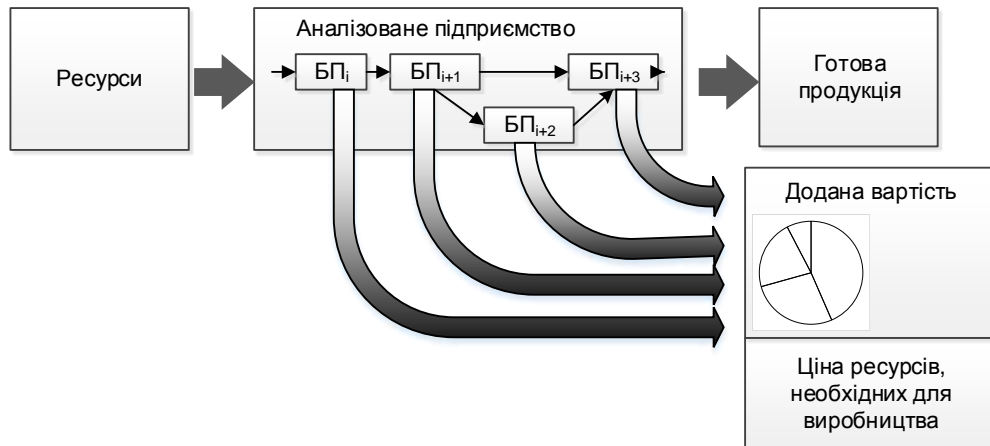 Ресурси
Аналізоване підприємство
БПi
БПi+1
БПi+3
БПi+2
Готова
продукція
Додана вартість
Ціна ресурсів,
необхідних для
виробництва